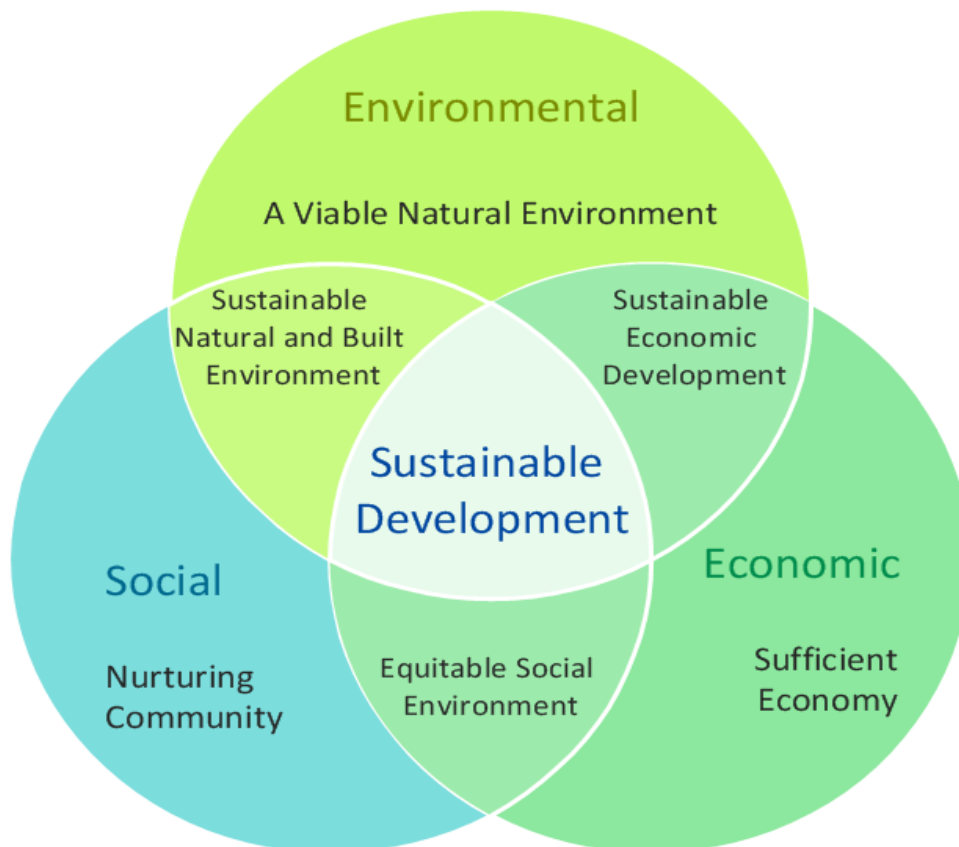 Environmental
A Viable Natural Environment
Sustainable
Natural and Built
Environment
Sustainable
Economic
Development
Sustainable
Development
Social
Nurturing
Community
Equitable Social
Environment
Economic
Sufficient
Economy